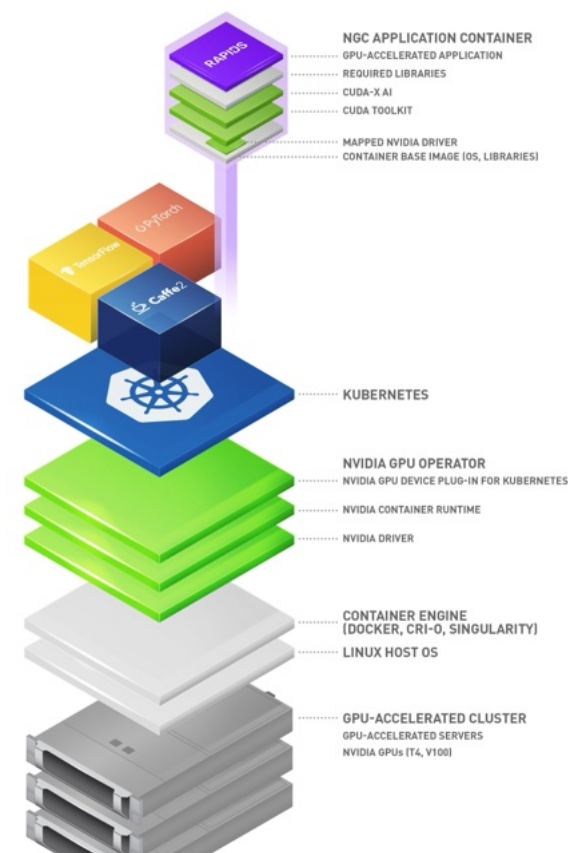 RAPIDS
NGC APPLICATION CONTAINER
GPU-ACCELERATED APPLICATION
REQUIRED LIBRARIES
CUDA-X AI
CUDA TOOLKIT
MAPPED NVIDIA DRIVER
CONTAINER BASE IMAGE (OS, LIBRARIES)
PyTorch
TensorFlow
Caffe2
KUBERNETES
NVIDIA GPU OPERATOR
NVIDIA GPU DEVICE PLUG-IN FOR KUBERNETES
NVIDIA CONTAINER RUNTIME
NVIDIA DRIVER
CONTAINER ENGINE
(DOCKER, CRI-O, SINGULARITY)
LINUX HOST OS
GPU-ACCELERATED CLUSTER
GPU-ACCELERATED SERVERS
NVIDIA GPUs (T4, V100)